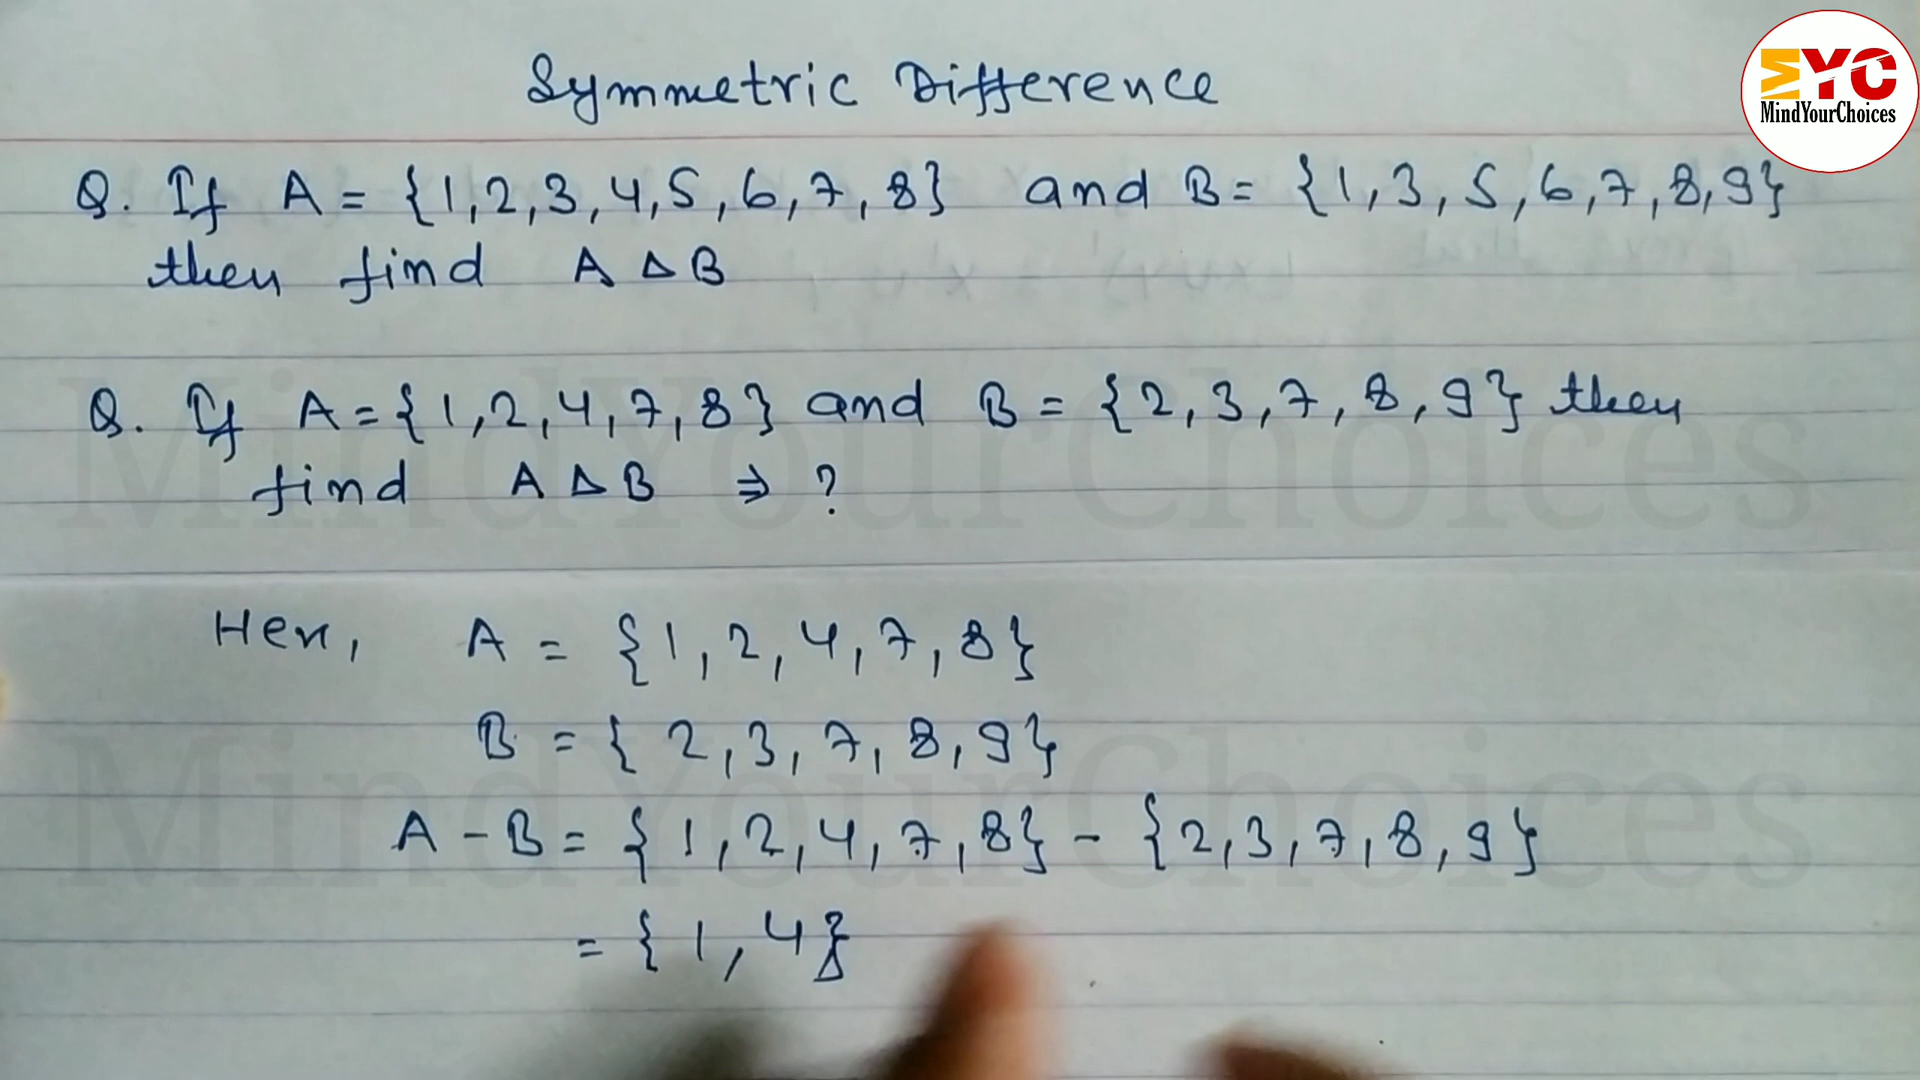 Symmetric Difference
MYC
MindYourChoices
Q. If A = {1,2,3,4,5,6,7,8} and B = {1,3,5,6,7,8,9}
then find A Δ B
Q. If A = {1,2,4,7,8} and B = {2,3,7,8,9} then
find A Δ B ⇒ ?
MindYourChoices
Here, A = {1,2,4,7,8}
B = { 2,3,7,8,9}
A - B = { 1,2,4,7,8} - {2,3,7,8,9}
MindYourChoices
= { 1,4}